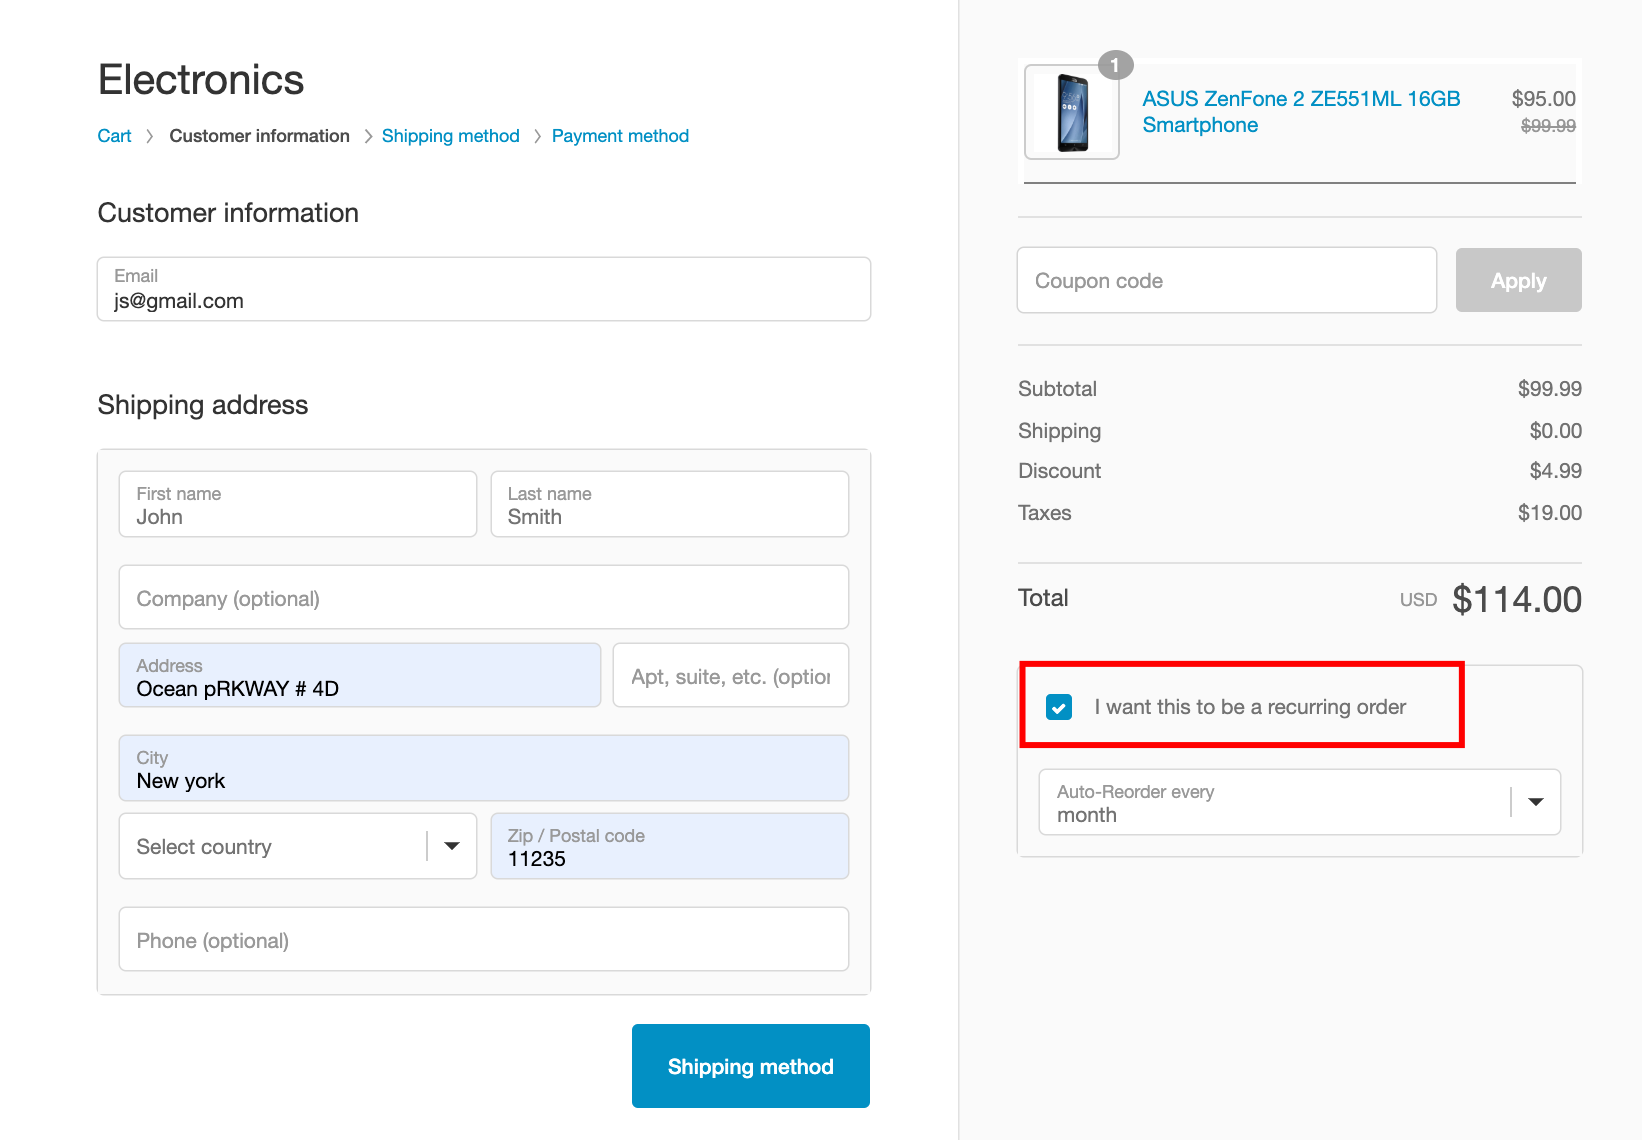 Electronics
Cart > Customer information > Shipping method > Payment method
Customer information
Email
js@gmail.com
Shipping address
First name
John
Last name
Smith
Company (optional)
Address
Ocean pRKWAY # 4D
Apt, suite, etc. (option
City
New york
Select country
Zip / Postal code
11235
Phone (optional)
Shipping method
1
ASUS ZenFone 2 ZE551ML 16GB
Smartphone
$95.00
$99.99
Coupon code
Apply
Subtotal $99.99
Shipping $0.00
Discount $4.99
Taxes $19.00
Total USD $114.00
I want this to be a recurring order
Auto-Reorder every
month